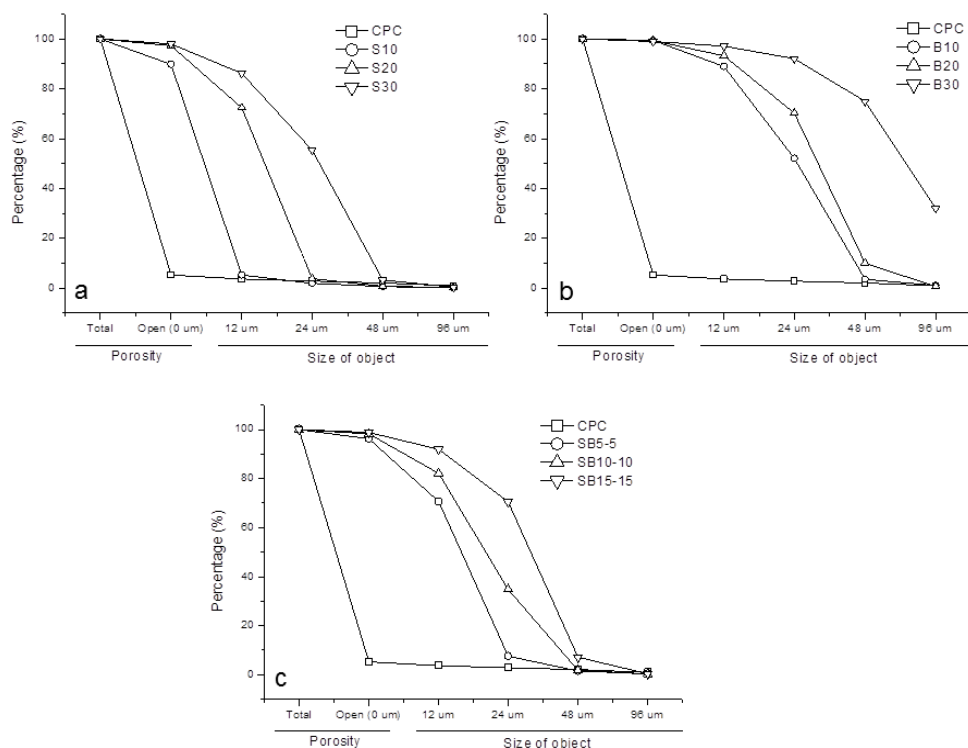 CPC
S10
S20
S30
Percentage (%)
100
80
60
40
20
0
a
Total
Open (0 um)
12 um
24 um
48 um
96 um
Porosity
Size of object
CPC
B10
B20
B30
Percentage (%)
100
80
60
40
20
0
b
Total
Open (0 um)
12 um
24 um
48 um
96 um
Porosity
Size of object
CPC
SB5-5
SB10-10
SB15-15
Percentage (%)
100
80
60
40
20
0
c
Total
Open (0 um)
12 um
24 um
48 um
96 um
Porosity
Size of object